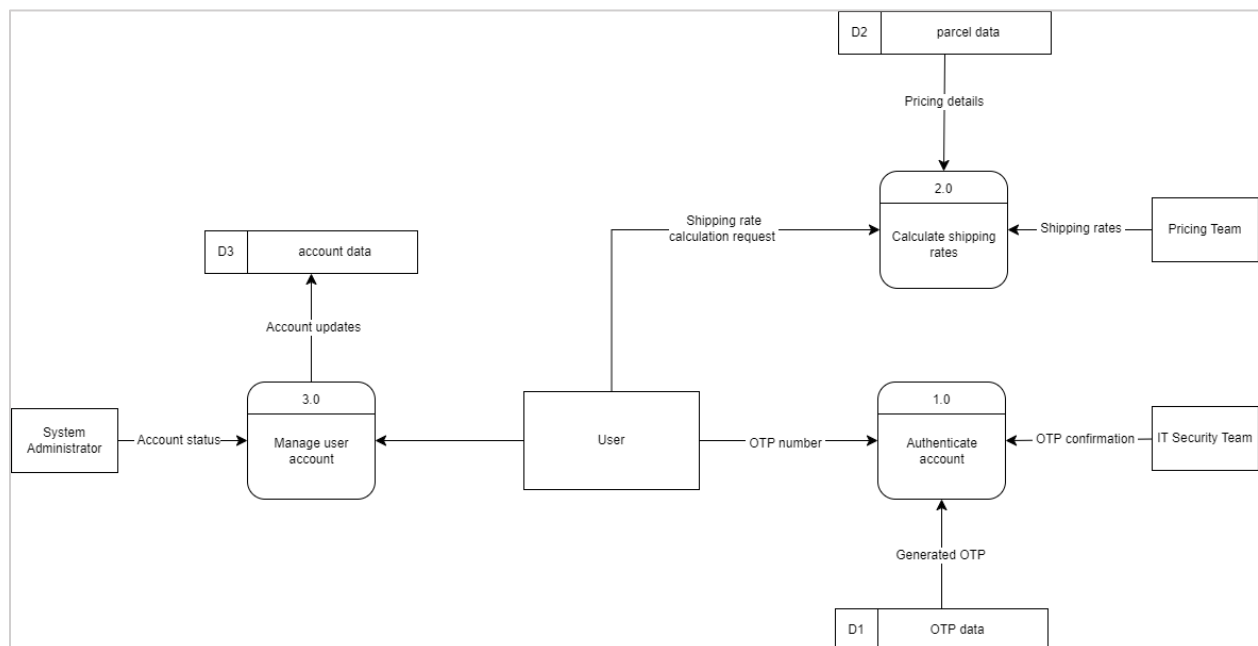 D2
parcel data
Pricing details
2.0
Calculate shipping
rates
Shipping rate
calculation request
Shipping rates
Pricing Team
D3
account data
Account updates
3.0
Manage user
account
System
Administrator
Account status
User
OTP number
1.0
Authenticate
account
OTP confirmation
IT Security Team
Generated OTP
D1
OTP data